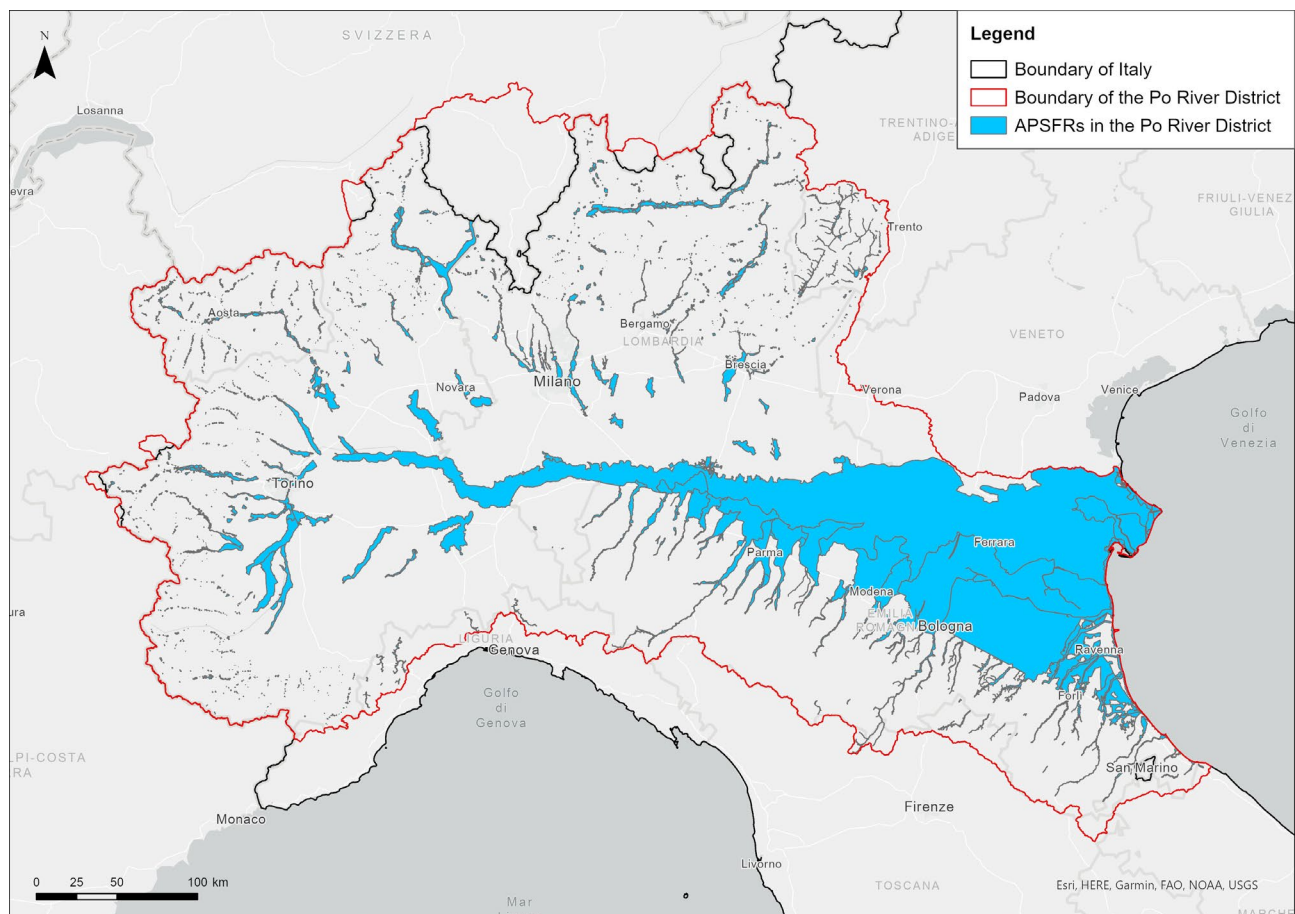 N
SVIZZERA
Legend
Boundary of Italy
Boundary of the Po River District
APSFRs in the Po River District
Losanna
TRENTINO-A
ADIGE
evra
FRIULI-VENEZ
GIULIA
Trento
Aosta
Bergamo
LOMBARDIA
VENETO
Brescia
Novara
Milano
Verona
Padova
Venice
Golfo
di
Venezia
Torino
Ferrara
Parma
Modena
EMILIA
ROMAGN
Bologna
ura
LIGURIA
Genova
Ravenna
Golfo
di
Genova
Forlì
LPI-COSTA
RA
San Marino
Monaco
Firenze
Livorno
0 25 50 100 km
TOSCANA
Esri, HERE, Garmin, FAO, NOAA, USGS
Mar
MARCHE